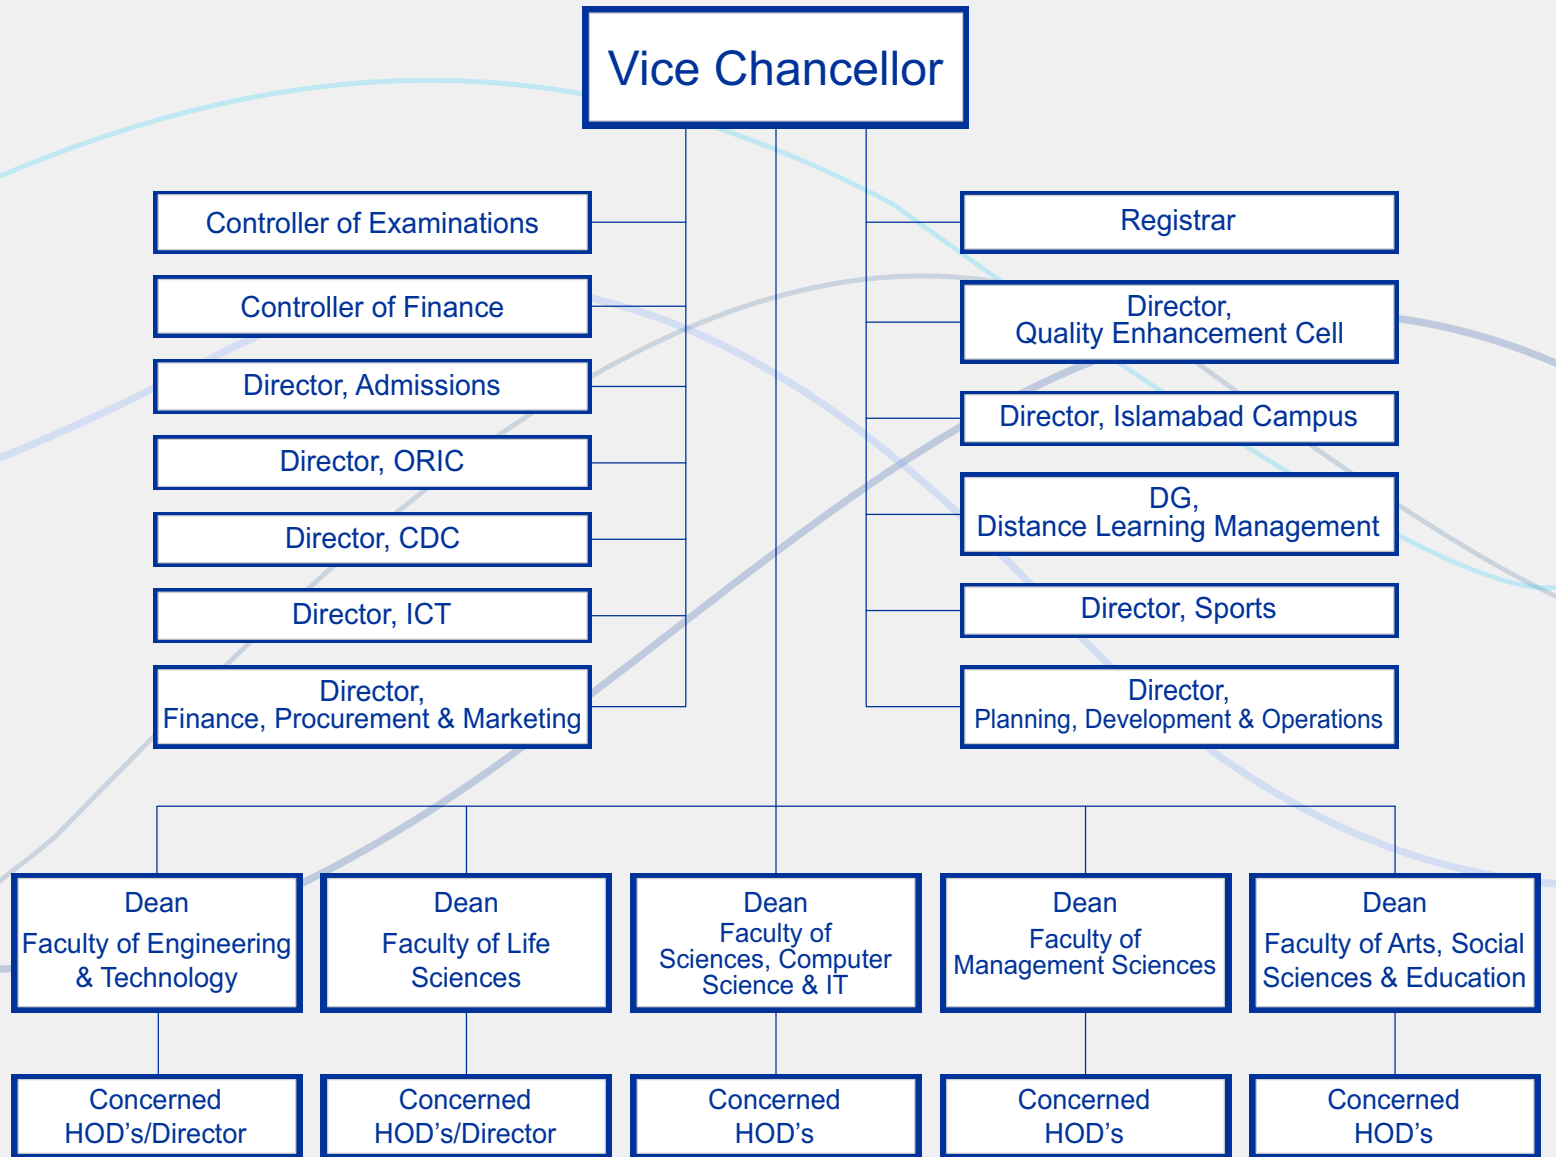 Vice Chancellor
Controller of Examinations
Controller of Finance
Director, Admissions
Director, ORIC
Director, CDC
Director, ICT
Director,
Finance, Procurement & Marketing
Registrar
Director,
Quality Enhancement Cell
Director, Islamabad Campus
DG,
Distance Learning Management
Director, Sports
Director,
Planning, Development & Operations
Dean
Faculty of Engineering
& Technology
Dean
Faculty of Life
Sciences
Dean
Faculty of
Sciences, Computer
Science & IT
Dean
Faculty of
Management Sciences
Dean
Faculty of Arts, Social
Sciences & Education
Concerned
HOD's/Director
Concerned
HOD's/Director
Concerned
HOD's
Concerned
HOD's
Concerned
HOD's